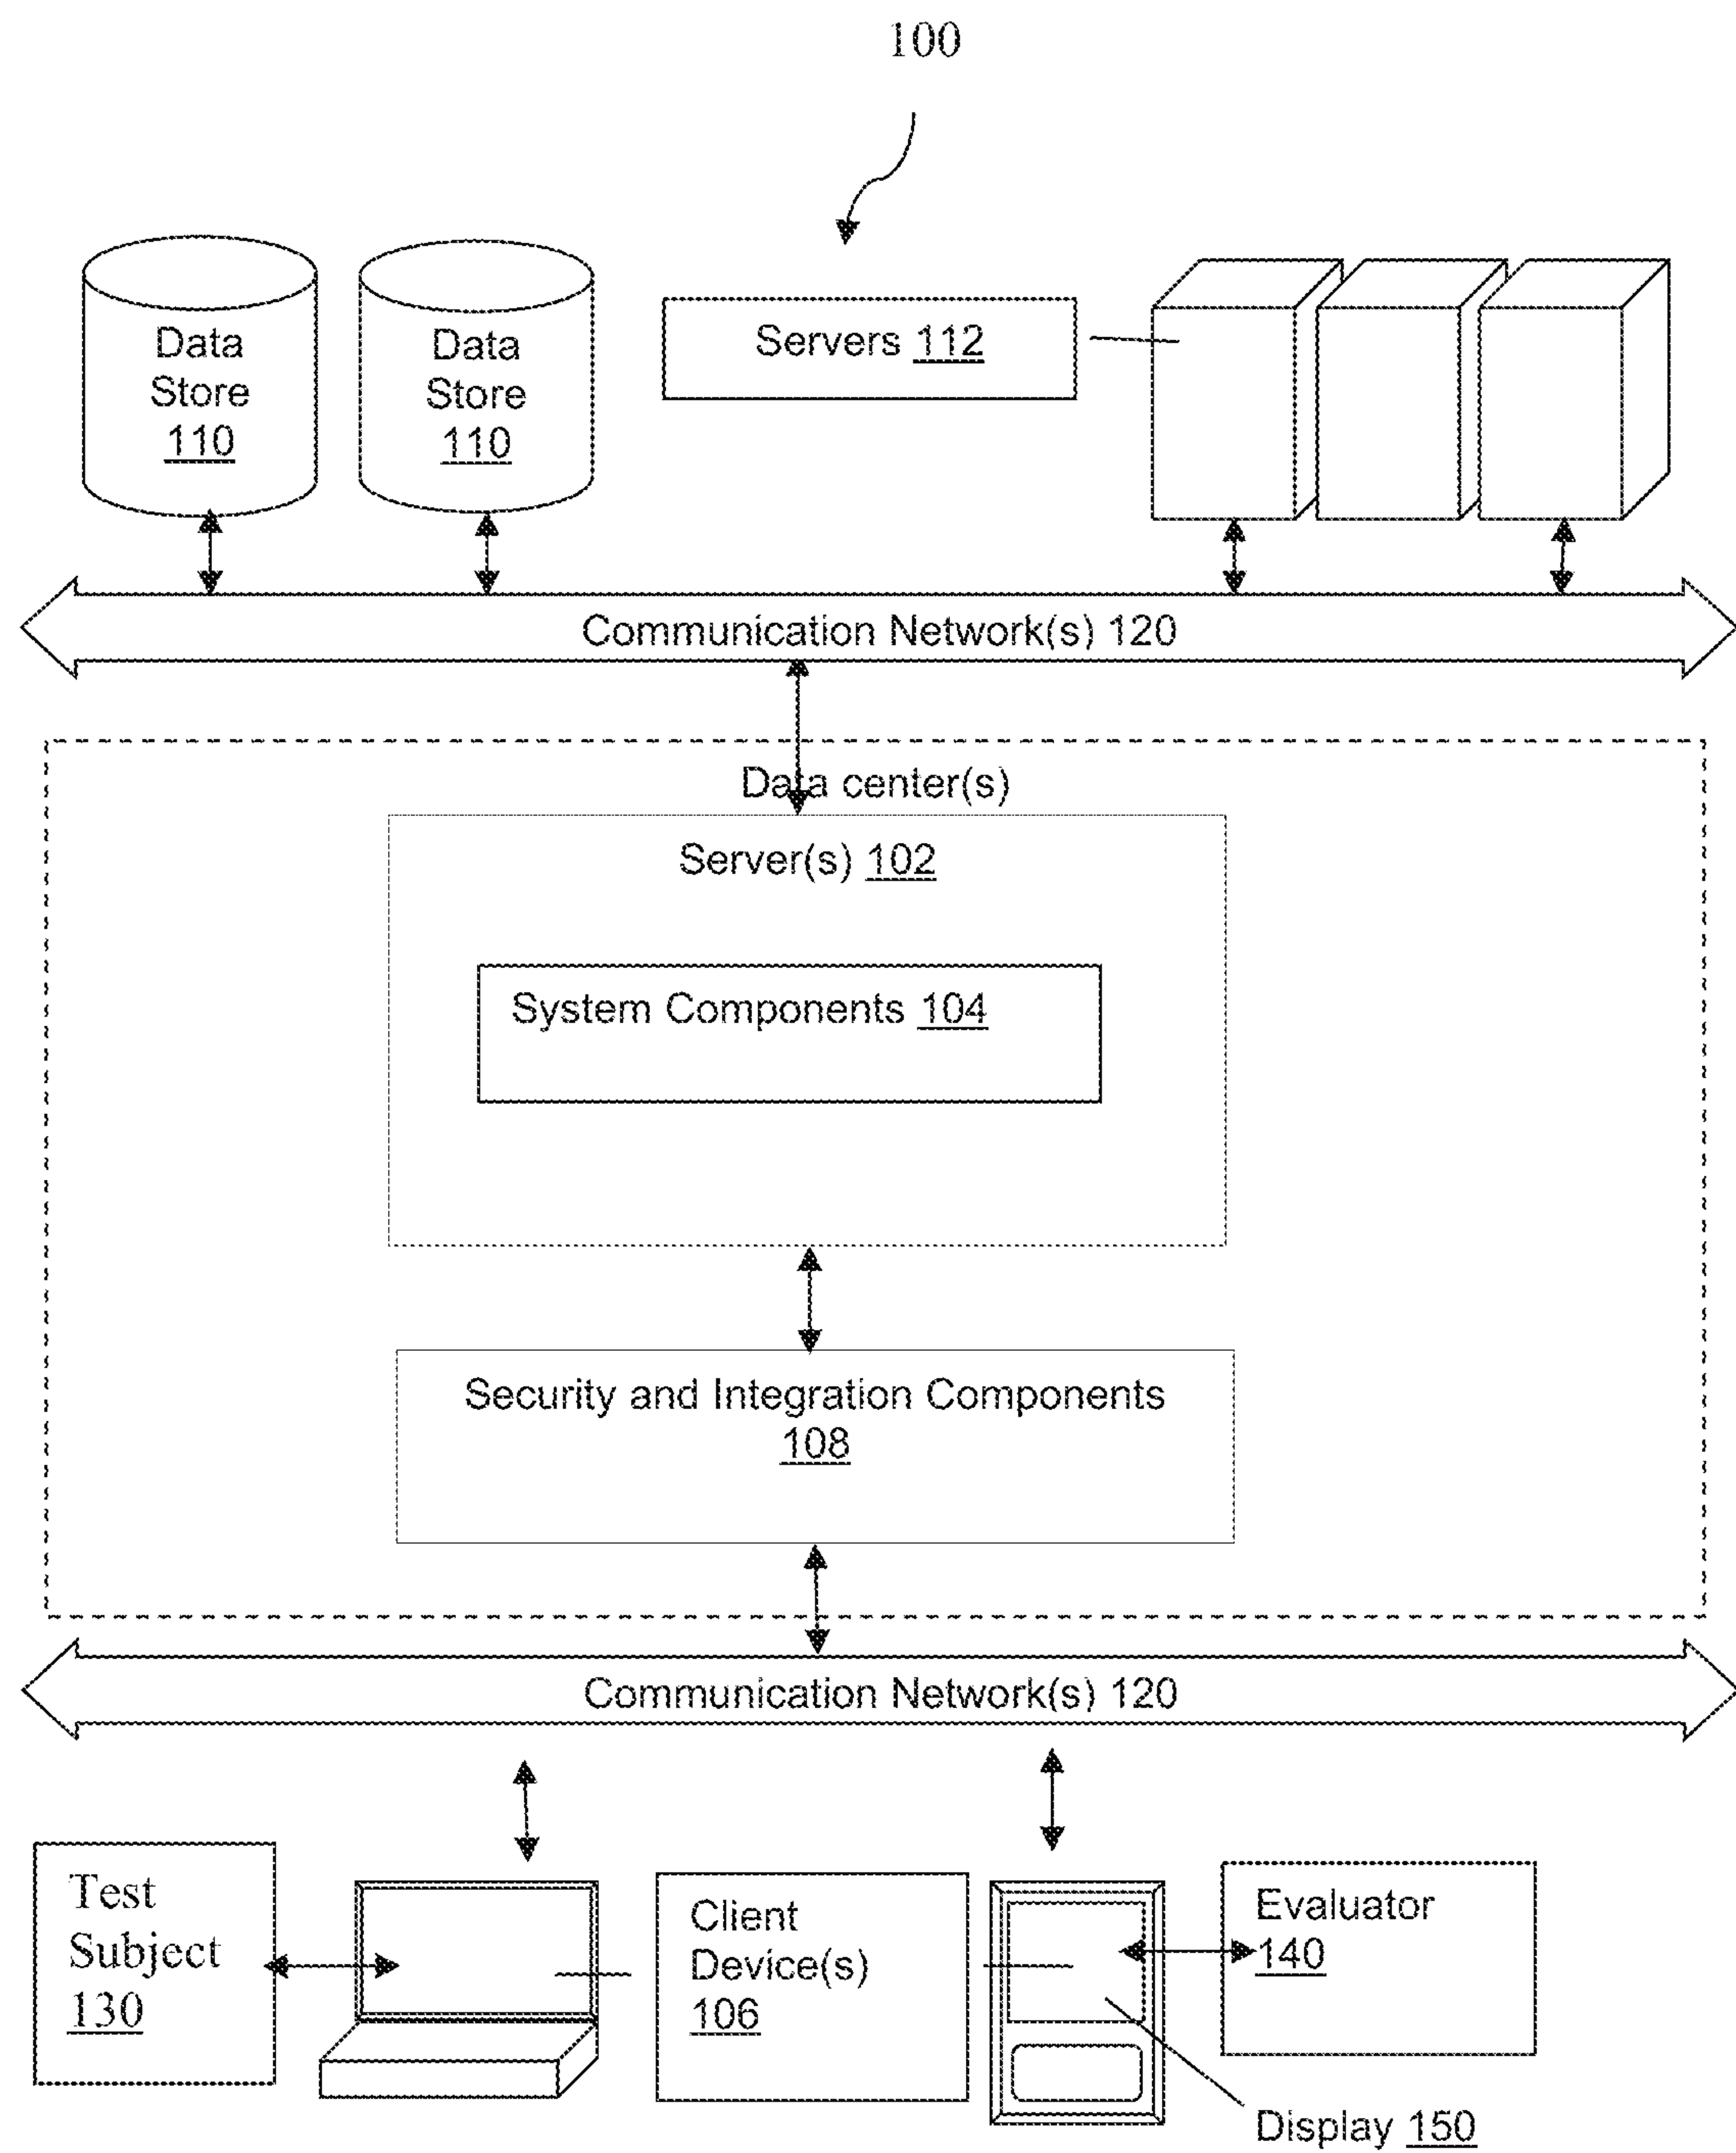 100
Data
Store
110
Data
Store
110
Servers 112
Communication Network(s) 120
Data center(s)
Server(s) 102
System Components 104
Security and Integration Components
108
Communication Network(s) 120
Test
Subject
130
Client
Device(s)
106
Evaluator
140
Display 150